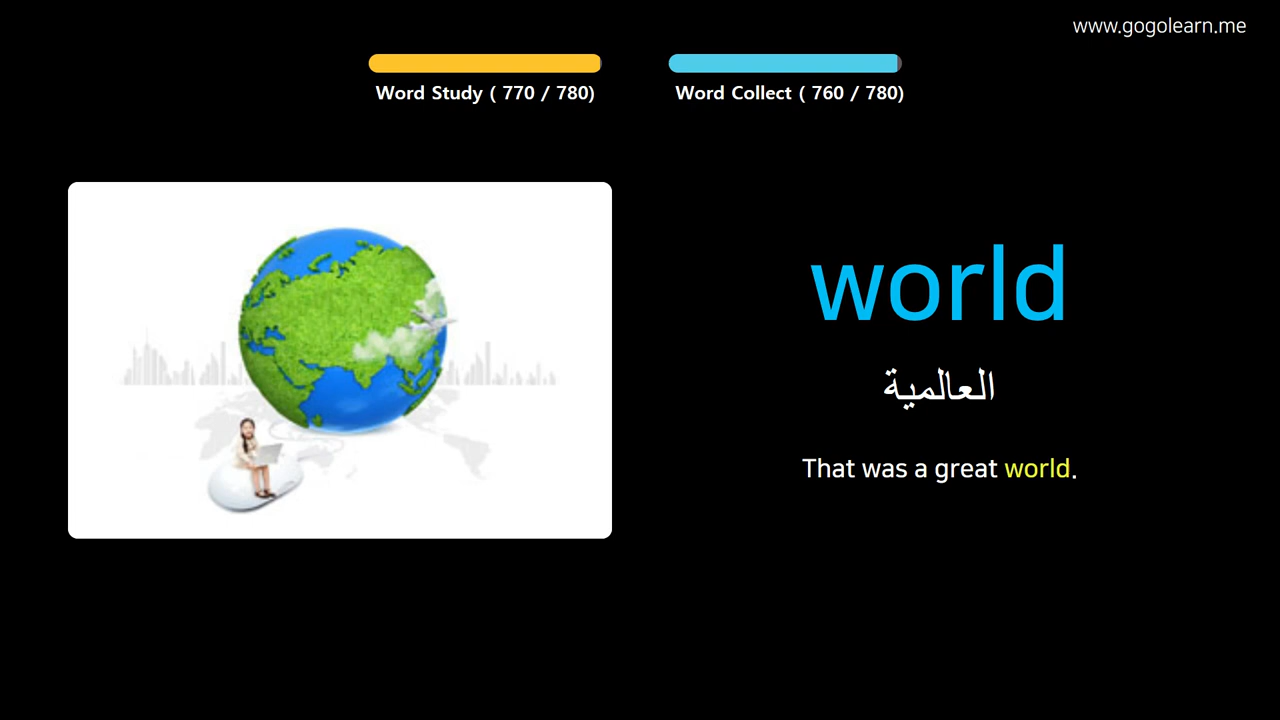 www.gogolearn.me
Word Study ( 770 / 780)
Word Collect ( 760 / 780)
world
العالمية
That was a great world.